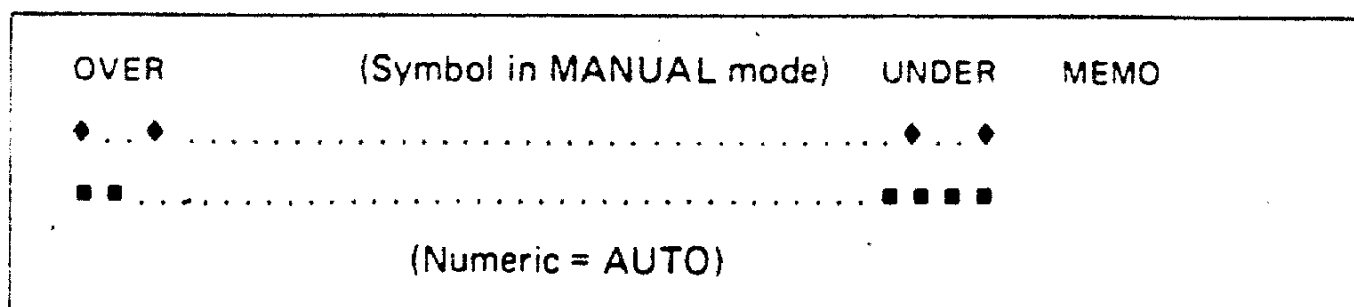 OVER (Symbol in MANUAL mode) UNDER MEMO
♦..♦.......................................♦..♦
■■........................................■■■■
(Numeric = AUTO)